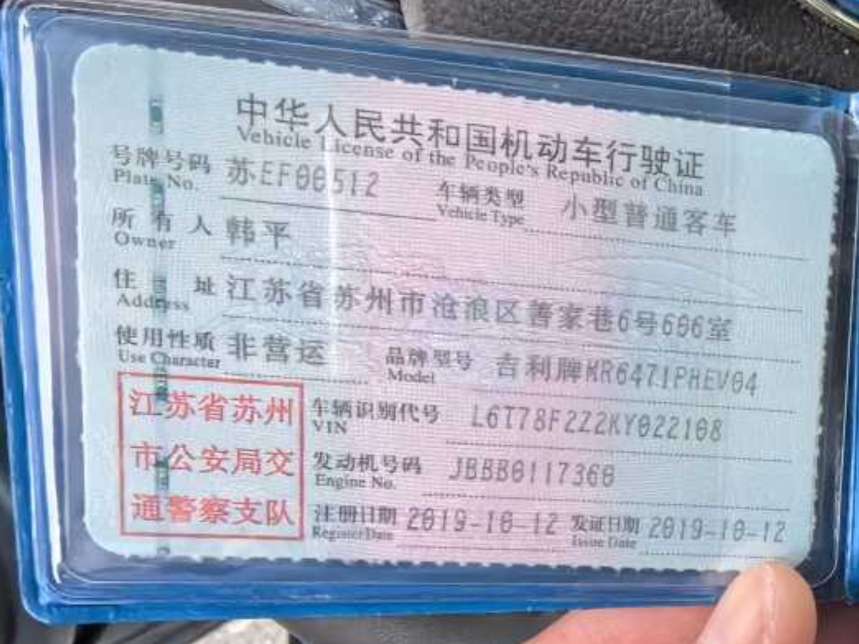 中华人民共和国机动车行驶证
Vehicle License of the People's Republic of China
号牌号码 苏EF00512 车辆类型 小型普通客车
Plate No. Vehicle Type
所有人 韩平
Owner
住址 江苏省苏州市沧浪区善家巷6号606室
Address
使用性质 非营运 品牌型号 吉利牌MR6471PHEV04
Use Character Model
江苏省苏州 车辆识别代号 L6T78F2Z2KY022108
VIN
市公安局交 发动机号码 JBBB0117360
Engine No.
通警察支队 注册日期 2019-10-12 发证日期 2019-10-12
Register Date Issue Date